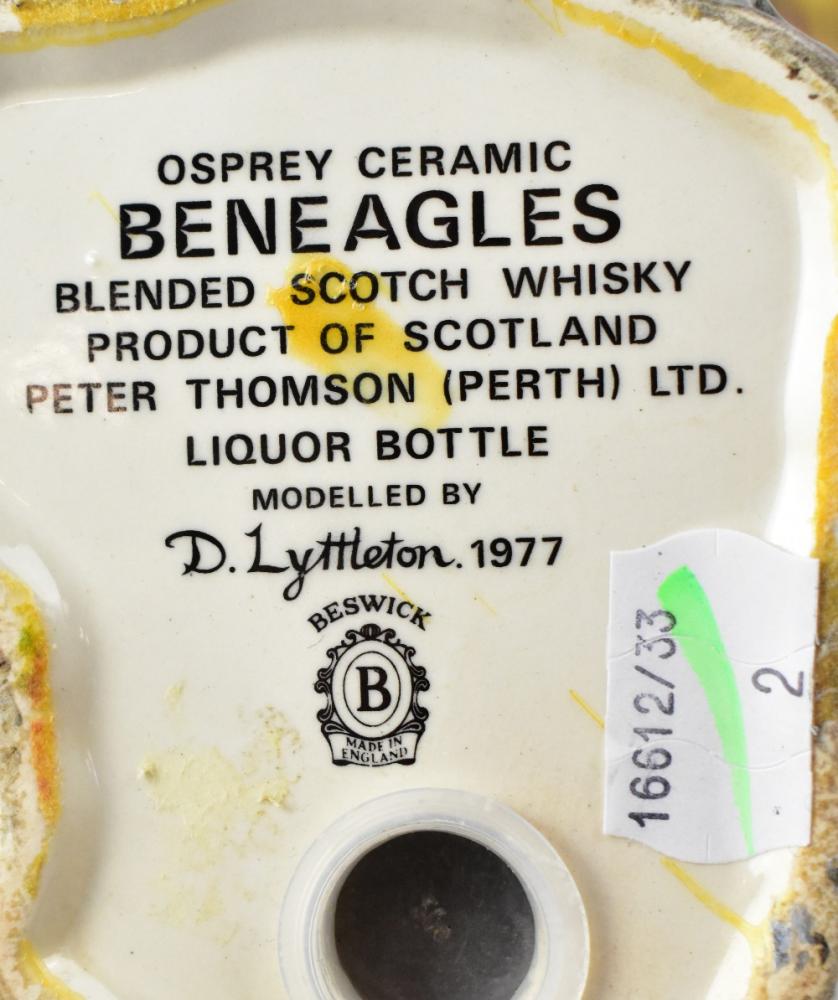 OSPREY CERAMIC
BENEAGLES
BLENDED SCOTCH WHISKY
PRODUCT OF SCOTLAND
PETER THOMSON (PERTH) LTD.
LIQUOR BOTTLE
MODELLED BY
D. Lyttleton. 1977
BESWICK
B
MADE IN
ENGLAND
16612/33
2